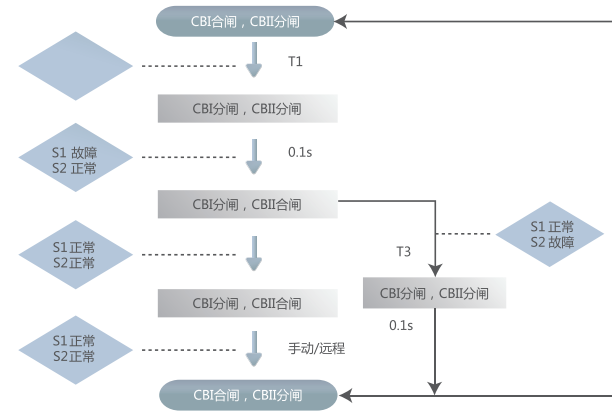 CBI合闸，CBII分闸
T1
CBI分闸，CBII分闸
S1 故障
S2 正常
0.1s
CBI分闸，CBII合闸
S1 正常
S2 故障
S1正常
S2正常
T3
CBI分闸，CBII合闸
CBI分闸，CBII分闸
S1正常
S2正常
手动/远程
0.1s
CBI合闸，CBII分闸